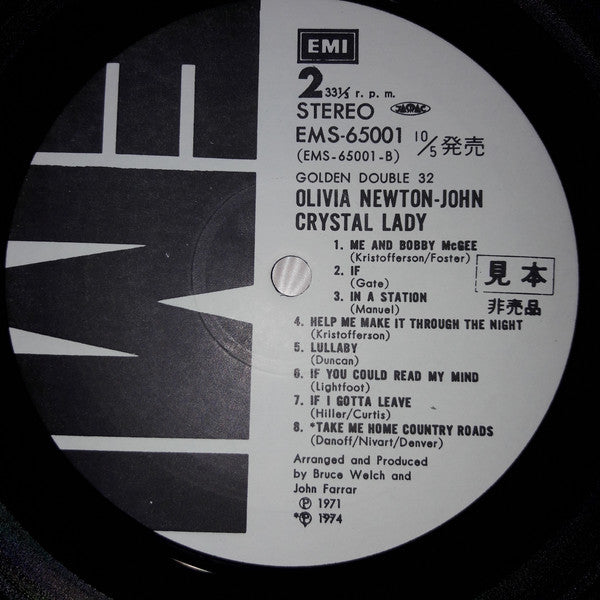 EMI
2 33⅓ r. p. m.
STEREO JASRAC
EMS-65001 10/5発売
(EMS-65001-B)
GOLDEN DOUBLE 32
OLIVIA NEWTON-JOHN
CRYSTAL LADY
1. ME AND BOBBY McGEE
(Kristofferson/Foster)
2. IF
(Gate)
3. IN A STATION
(Manuel)
見本
非売品
4. HELP ME MAKE IT THROUGH THE NIGHT
(Kristofferson)
5. LULLABY
(Duncan)
6. IF YOU COULD READ MY MIND
(Lightfoot)
7. IF I GOTTA LEAVE
(Hiller/Curtis)
8. *TAKE ME HOME COUNTRY ROADS
(Danoff/Nivart/Denver)
Arranged and Produced
by Bruce Welch and
John Farrar
Ⓟ 1971
*Ⓟ 1974